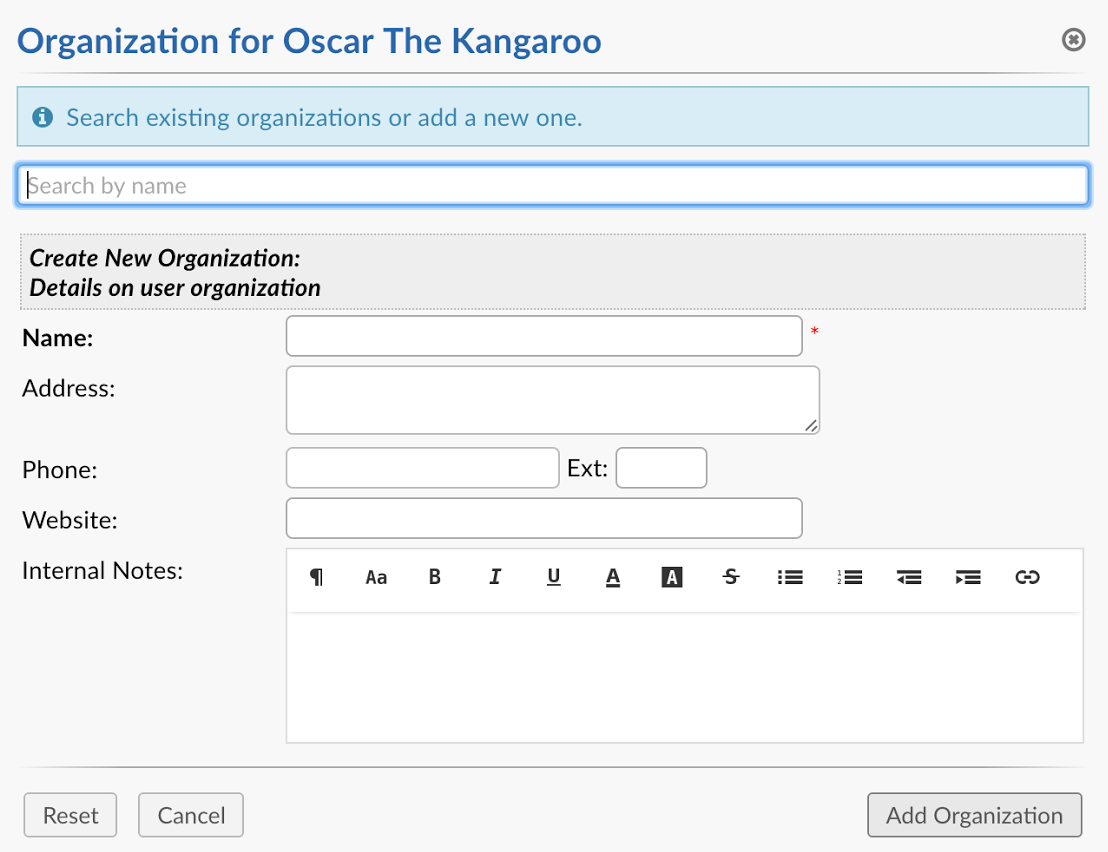 Organization for Oscar The Kangaroo
Search existing organizations or add a new one.
Search by name
Create New Organization:
Details on user organization
Name: *
Address:
Phone: Ext:
Website:
Internal Notes: ¶ Aa B I U A A S
Reset Cancel Add Organization